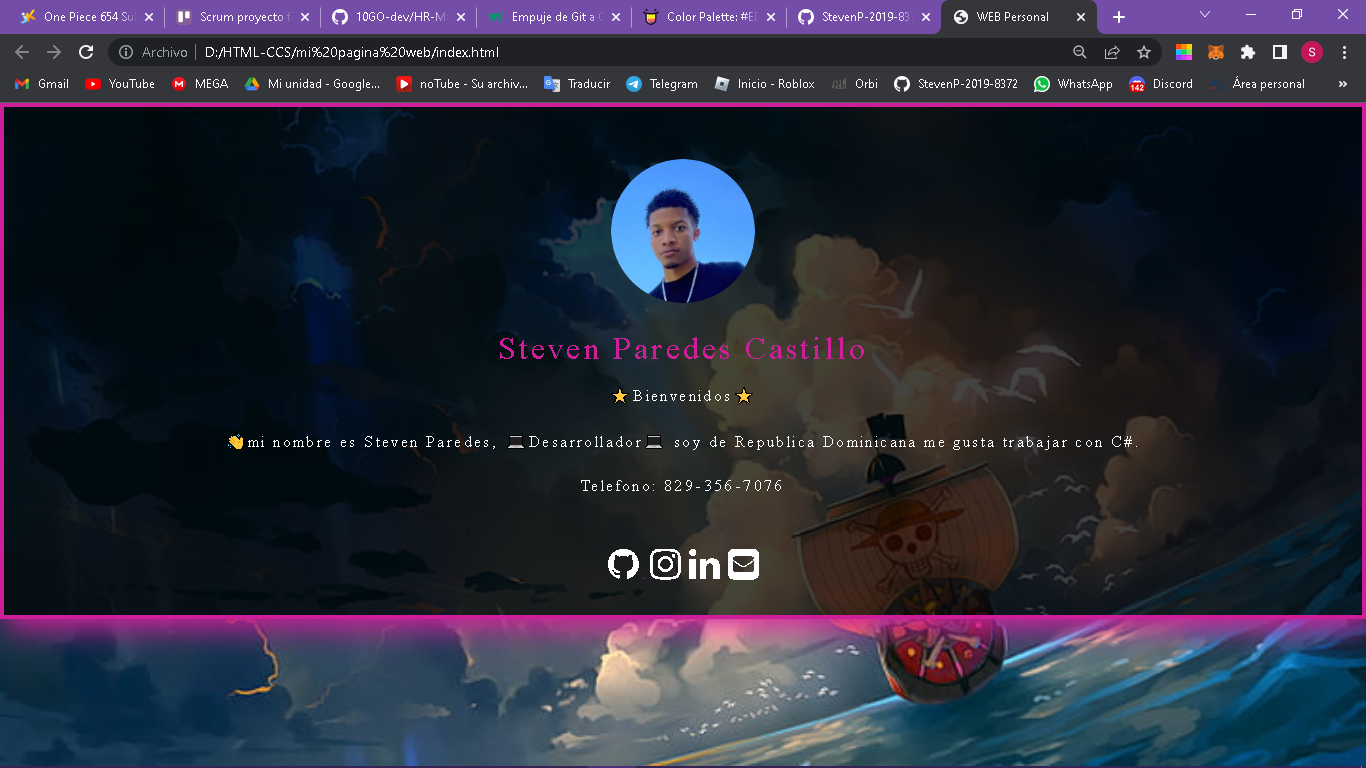 One Piece 654 Su
Scrum proyecto f
10GO-dev/HR-M
Empuje de Git a G
Color Palette: #EL
StevenP-2019-83
WEB Personal
Archivo
D:/HTML-CCS/mi%20pagina%20web/index.html
S
Gmail
YouTube
MEGA
Mi unidad - Google...
noTube - Su archiv...
Traducir
Telegram
Inicio - Roblox
Orbi
StevenP-2019-8372
WhatsApp
142
Discord
Área personal
»
Steven Paredes Castillo
⭐Bienvenidos ⭐
👏mi nombre es Steven Paredes, 💻Desarrollador💻 soy de Republica Dominicana me gusta trabajar con C#.
Telefono: 829-356-7076
in